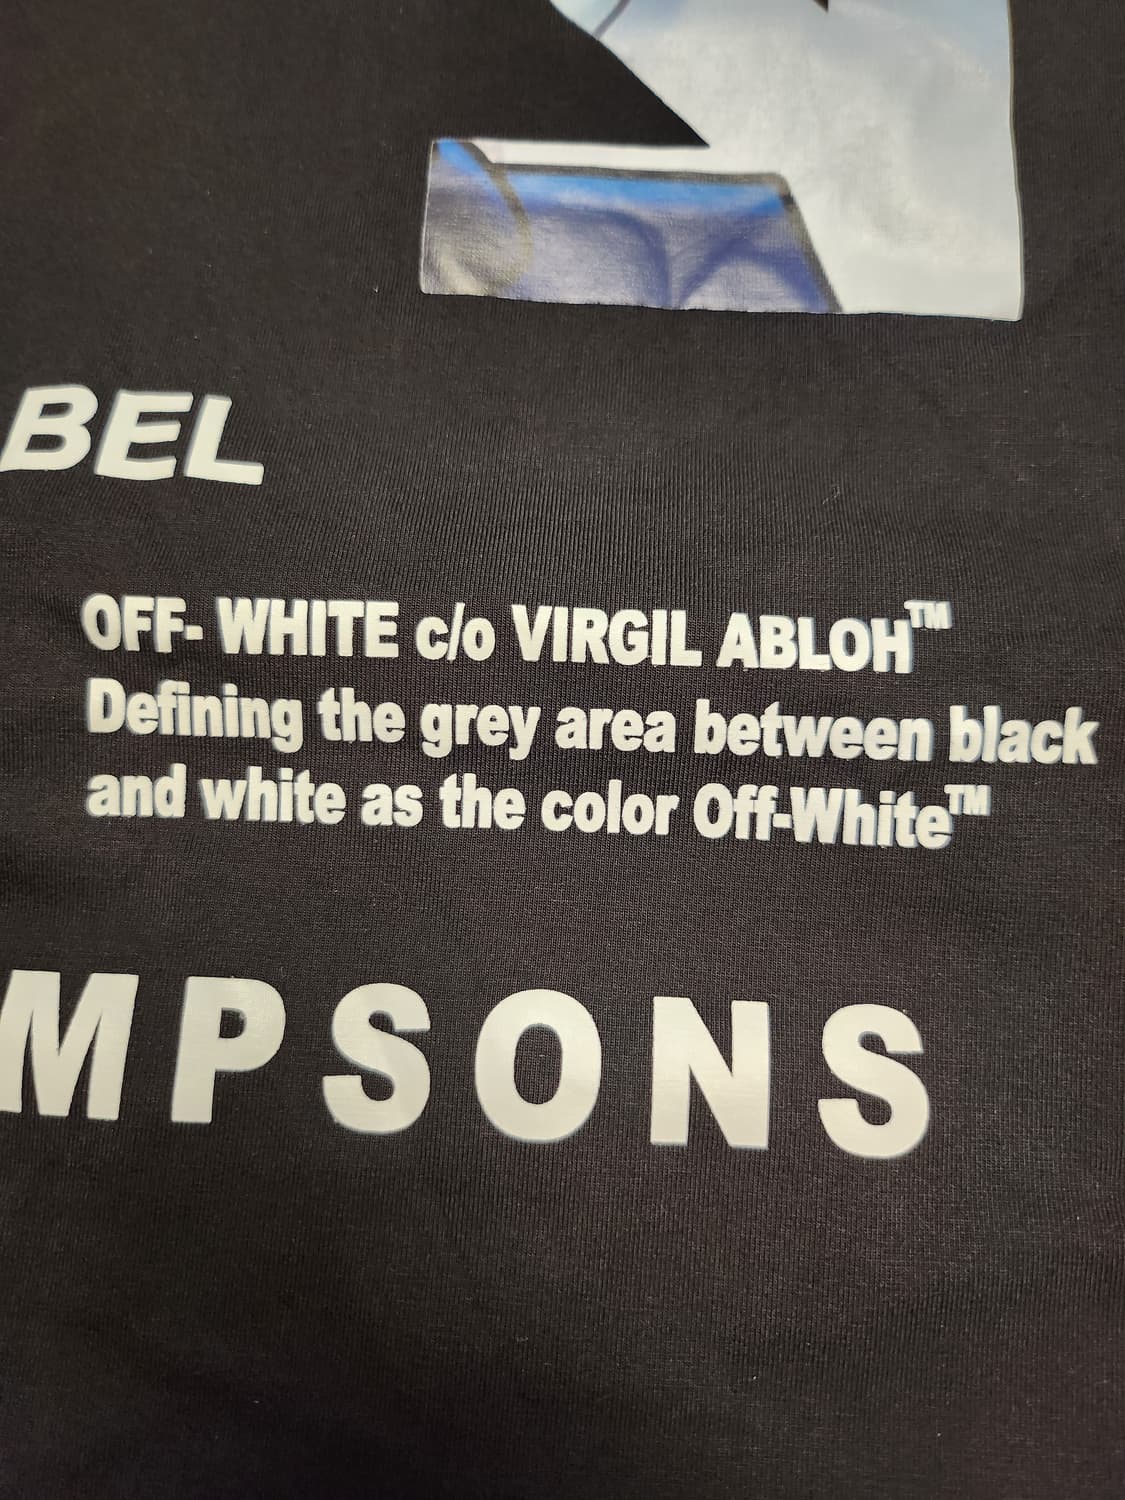 BEL
OFF- WHITE c/o VIRGIL ABLOH™
Defining the grey area between black
and white as the color Off-White™
MPSONS